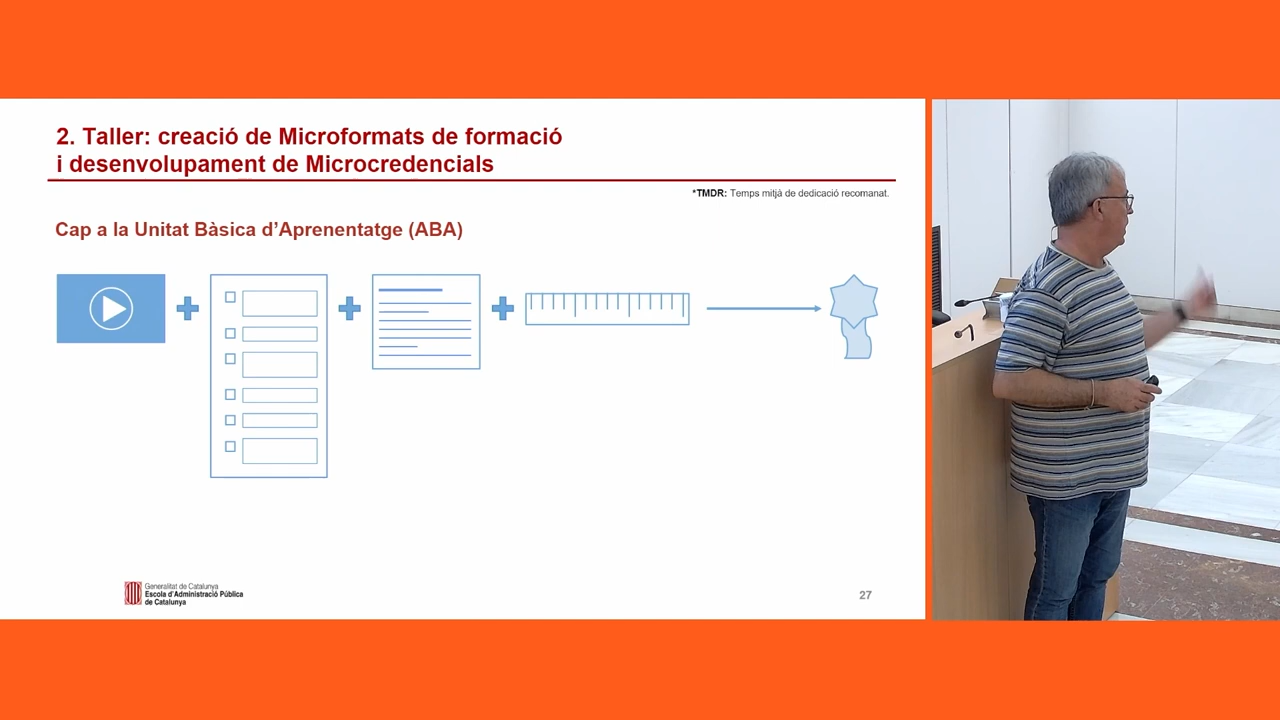 2. Taller: creació de Microformats de formació
i desenvolupament de Microcredencials
*TMDR: Temps mitjà de dedicació recomanat.
Cap a la Unitat Bàsica d’Aprenentatge (ABA)
Generalitat de Catalunya
Escola d'Administració Pública
de Catalunya
27